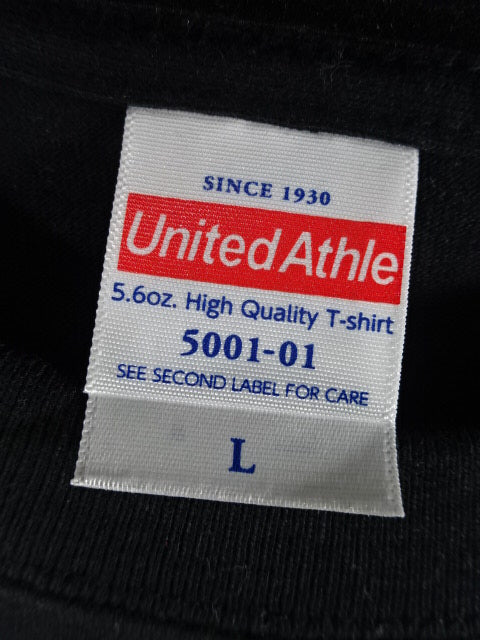 SINCE 1930
United Athle
5.6oz. High Quality T-shirt
5001-01
SEE SECOND LABEL FOR CARE
L